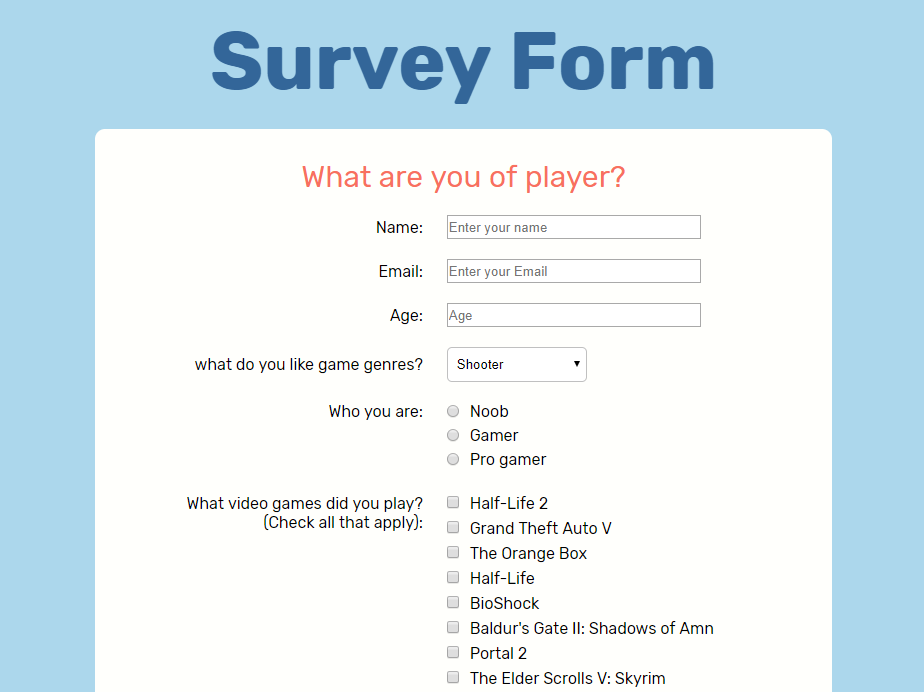 Survey Form
What are you of player?
Name: Enter your name
Email: Enter your Email
Age: Age
what do you like game genres? Shooter
Who you are: Noob
Gamer
Pro gamer
What video games did you play? Half-Life 2
(Check all that apply): Grand Theft Auto V
The Orange Box
Half-Life
BioShock
Baldur's Gate II: Shadows of Amn
Portal 2
The Elder Scrolls V: Skyrim